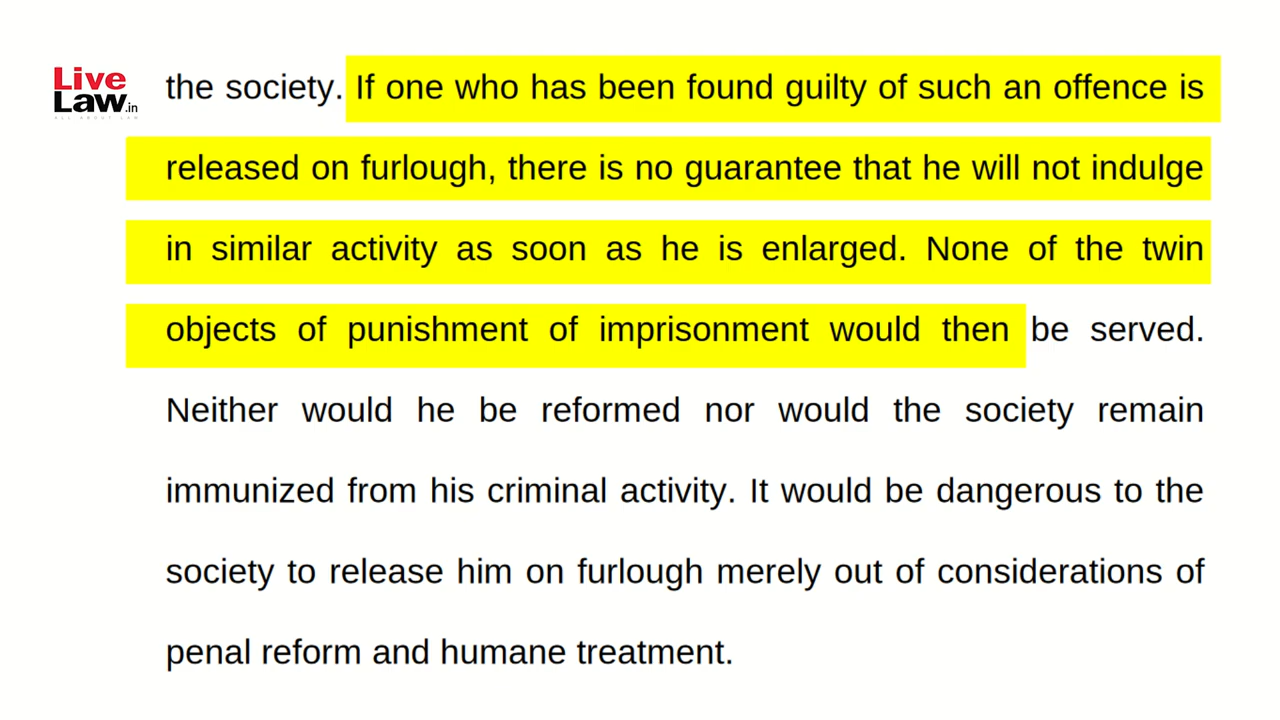 Live
Law.in
ALL ABOUT LAW
the society. If one who has been found guilty of such an offence is
released on furlough, there is no guarantee that he will not indulge
in similar activity as soon as he is enlarged. None of the twin
objects of punishment of imprisonment would then be served.
Neither would he be reformed nor would the society remain
immunized from his criminal activity. It would be dangerous to the
society to release him on furlough merely out of considerations of
penal reform and humane treatment.